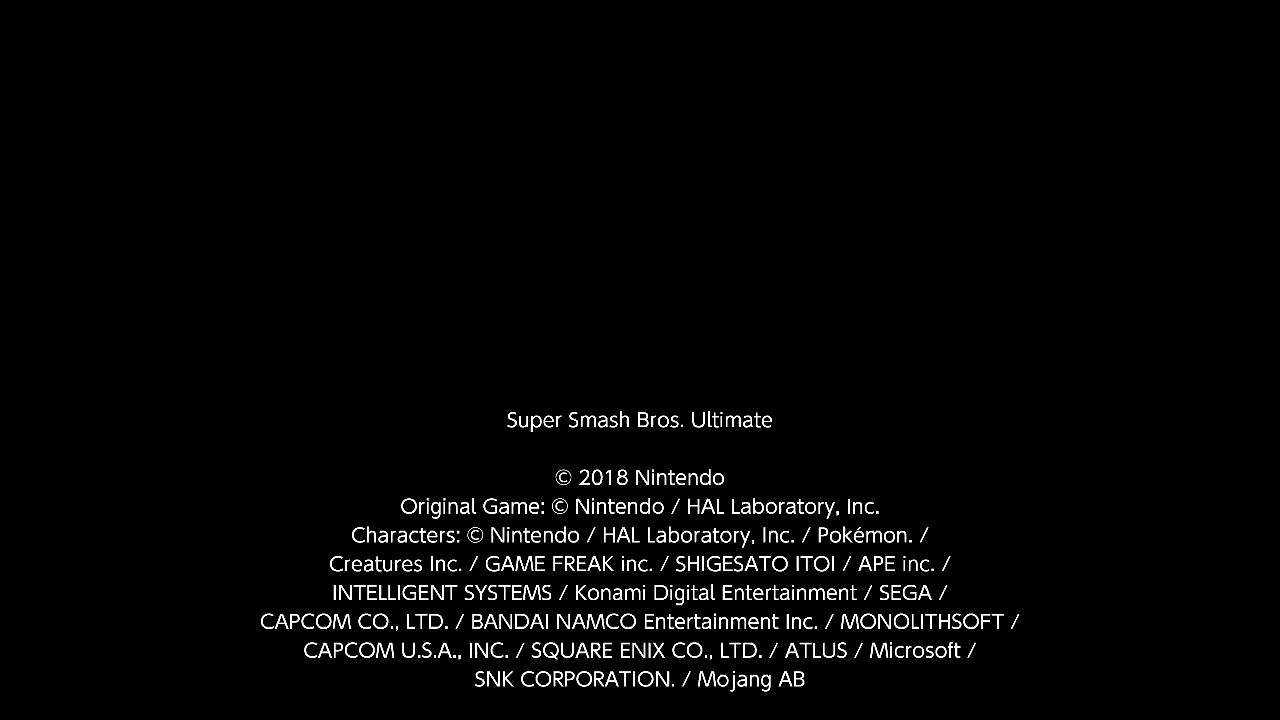 Super Smash Bros. Ultimate
© 2018 Nintendo
Original Game: © Nintendo / HAL Laboratory, Inc.
Characters: © Nintendo / HAL Laboratory, Inc. / Pokémon. /
Creatures Inc. / GAME FREAK inc. / SHIGESATO ITOI / APE inc. /
INTELLIGENT SYSTEMS / Konami Digital Entertainment / SEGA /
CAPCOM CO., LTD. / BANDAI NAMCO Entertainment Inc. / MONOLITHSOFT /
CAPCOM U.S.A., INC. / SQUARE ENIX CO., LTD. / ATLUS / Microsoft /
SNK CORPORATION. / Mojang AB